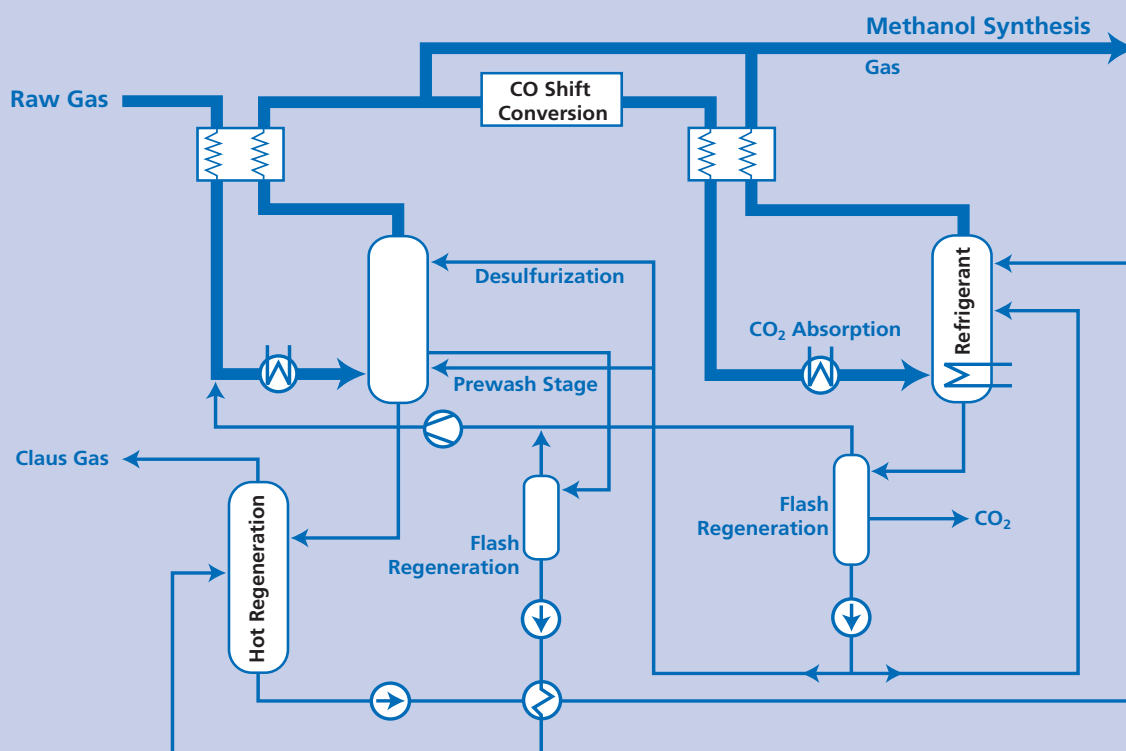 Methanol Synthesis
Gas
Raw Gas
CO Shift
Conversion
Desulfurization
Prewash Stage
CO₂ Absorption
Refrigerant
Claus Gas
Hot Regeneration
Flash
Regeneration
Flash
Regeneration
CO₂